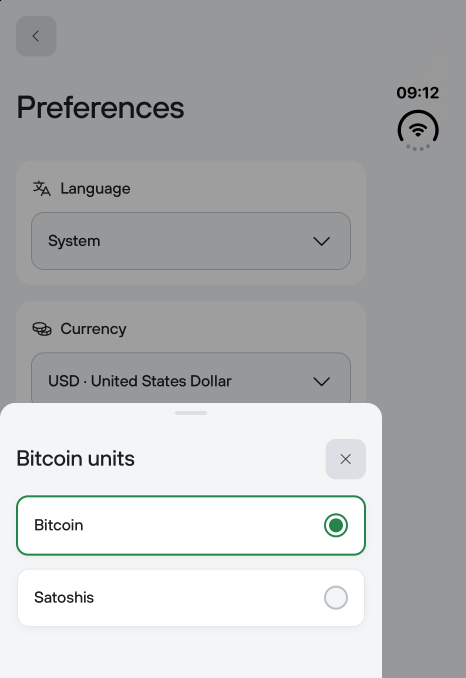 09:12
Preferences
Language
System
Currency
USD · United States Dollar
Bitcoin units
Bitcoin
Satoshis